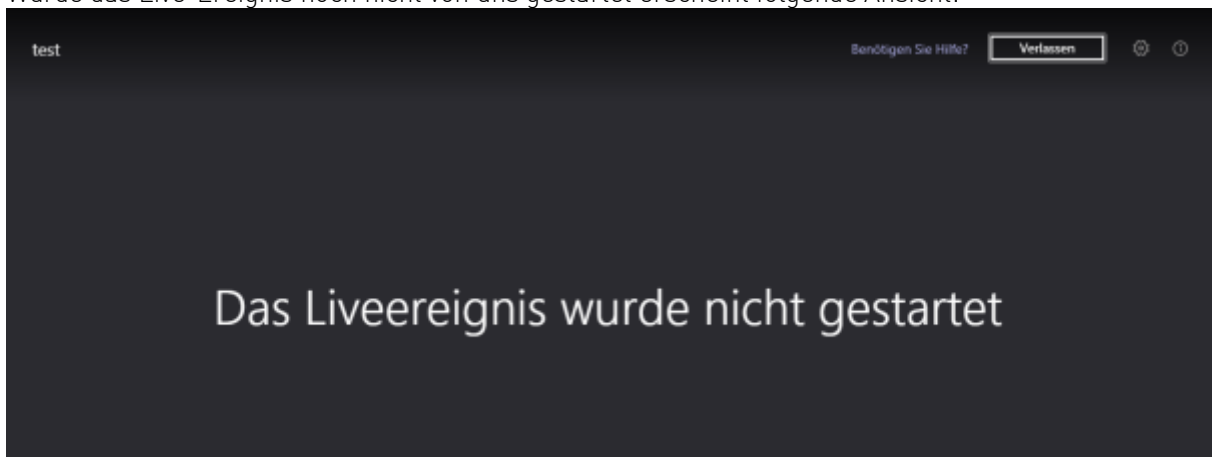 Wurde das Live-Ereignis noch nicht von uns gestartet erscheint folgende Ansicht:
test Benötigen Sie Hilfe? Verlassen
Das Liveereignis wurde nicht gestartet